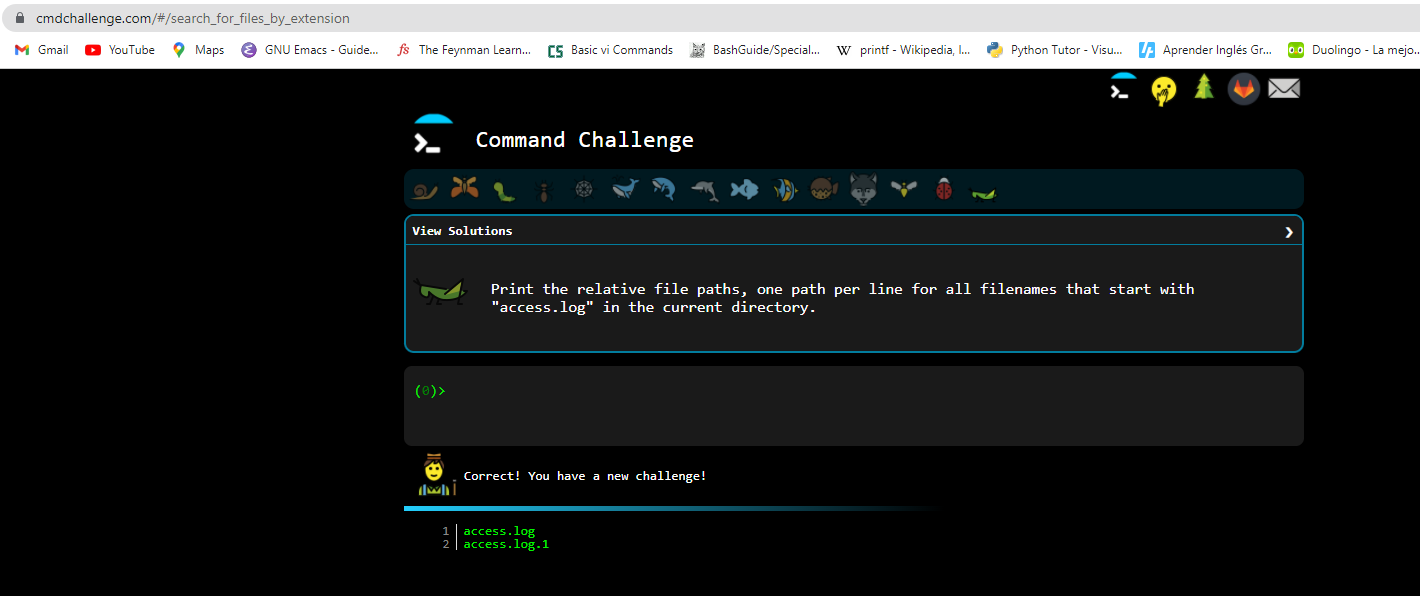 cmdchallenge.com/#/search_for_files_by_extension
Gmail YouTube Maps GNU Emacs - Guide... fs The Feynman Learn... CS Basic vi Commands BashGuide/Special... W printf - Wikipedia, l... Python Tutor - Visu... Aprender Inglés Gr... Duolingo - La mejo...
>_
>_ Command Challenge
View Solutions ❯
Print the relative file paths, one path per line for all filenames that start with
"access.log" in the current directory.
(0)>
Correct! You have a new challenge!
1 access.log
2 access.log.1